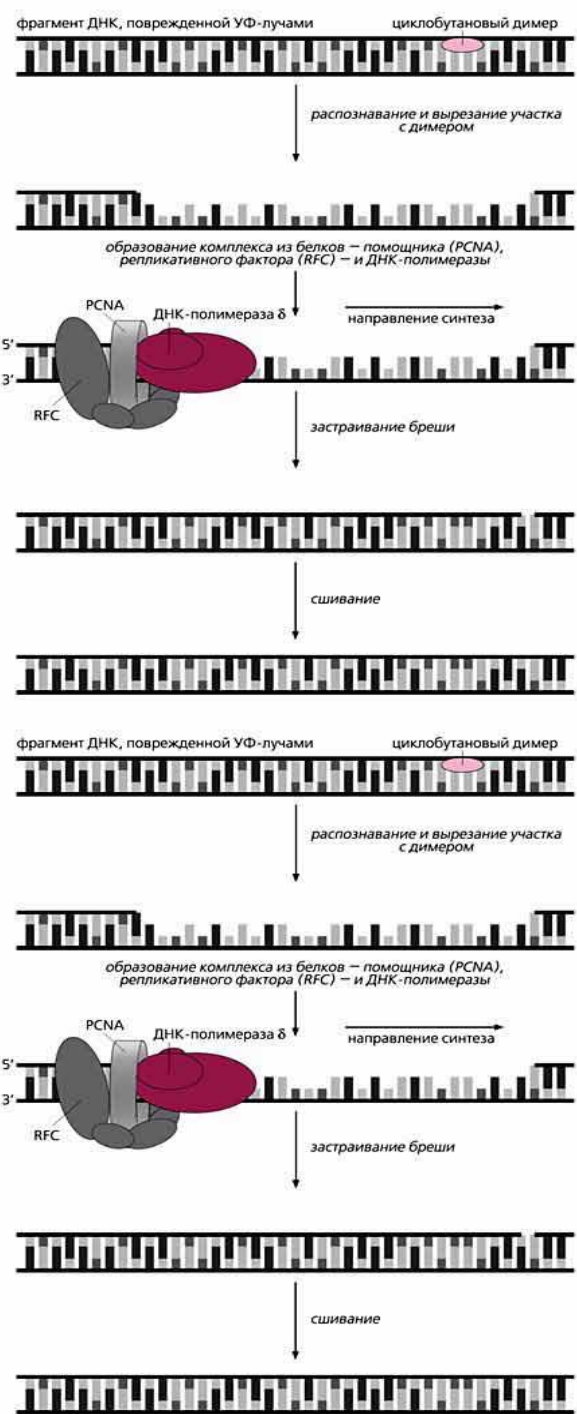 фрагмент ДНК, поврежденной УФ-лучами циклобутановый димер
распознавание и вырезание участка
с димером
образование комплекса из белков – помощника (PCNA),
репликативного фактора (RFC) – и ДНК-полимеразы
PCNA
ДНК-полимераза δ
направление синтеза
5'
3'
RFC
застраивание бреши
сшивание
фрагмент ДНК, поврежденной УФ-лучами циклобутановый димер
распознавание и вырезание участка
с димером
образование комплекса из белков – помощника (PCNA),
репликативного фактора (RFC) – и ДНК-полимеразы
PCNA
ДНК-полимераза δ
направление синтеза
5'
3'
RFC
застраивание бреши
сшивание